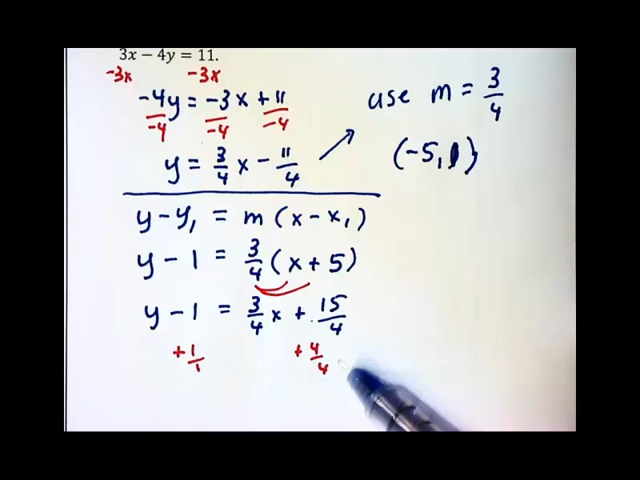 3x − 4y = 11.
-3x -3x
-4y = -3x + 11
-4 -4 -4
use m = 3/4
y = 3/4 x - 11/4
(-5, 1)
y - y₁ = m (x - x₁)
y - 1 = 3/4 (x + 5)
y - 1 = 3/4 x + 15/4
+ 1/1 + 4/4